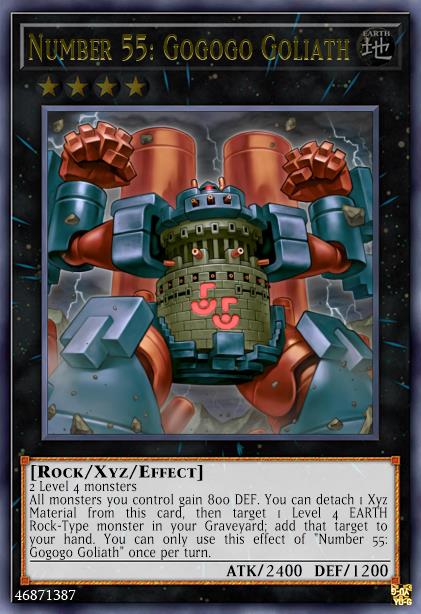 Number 55: Gogogo Goliath
EARTH
地
55
[Rock/Xyz/Effect]
2 Level 4 monsters
All monsters you control gain 800 DEF. You can detach 1 Xyz
Material from this card, then target 1 Level 4 EARTH
Rock-Type monster in your Graveyard; add that target to
your hand. You can only use this effect of "Number 55:
Gogogo Goliath" once per turn.
ATK/2400 DEF/1200
46871387